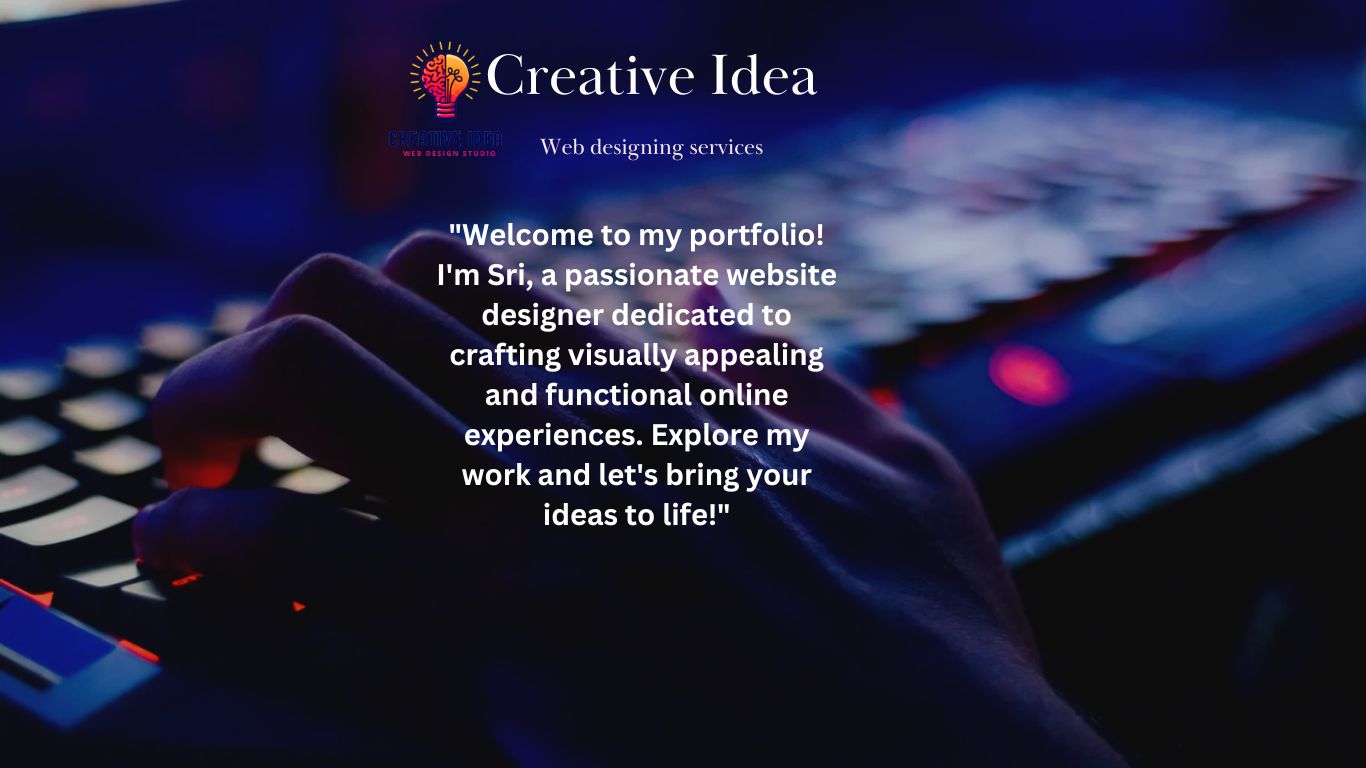 Creative Idea
CREATIVE IDEA
WEB DESIGN STUDIO
Web designing services
"Welcome to my portfolio!
I'm Sri, a passionate website
designer dedicated to
crafting visually appealing
and functional online
experiences. Explore my
work and let's bring your
ideas to life!"